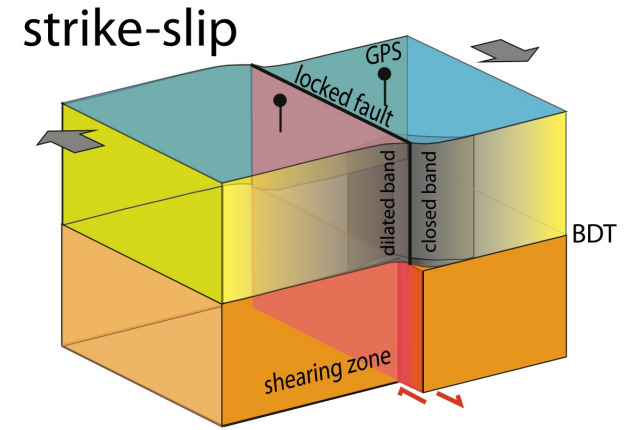 strike-slip
GPS
locked fault
dilated band
closed band
BDT
shearing zone